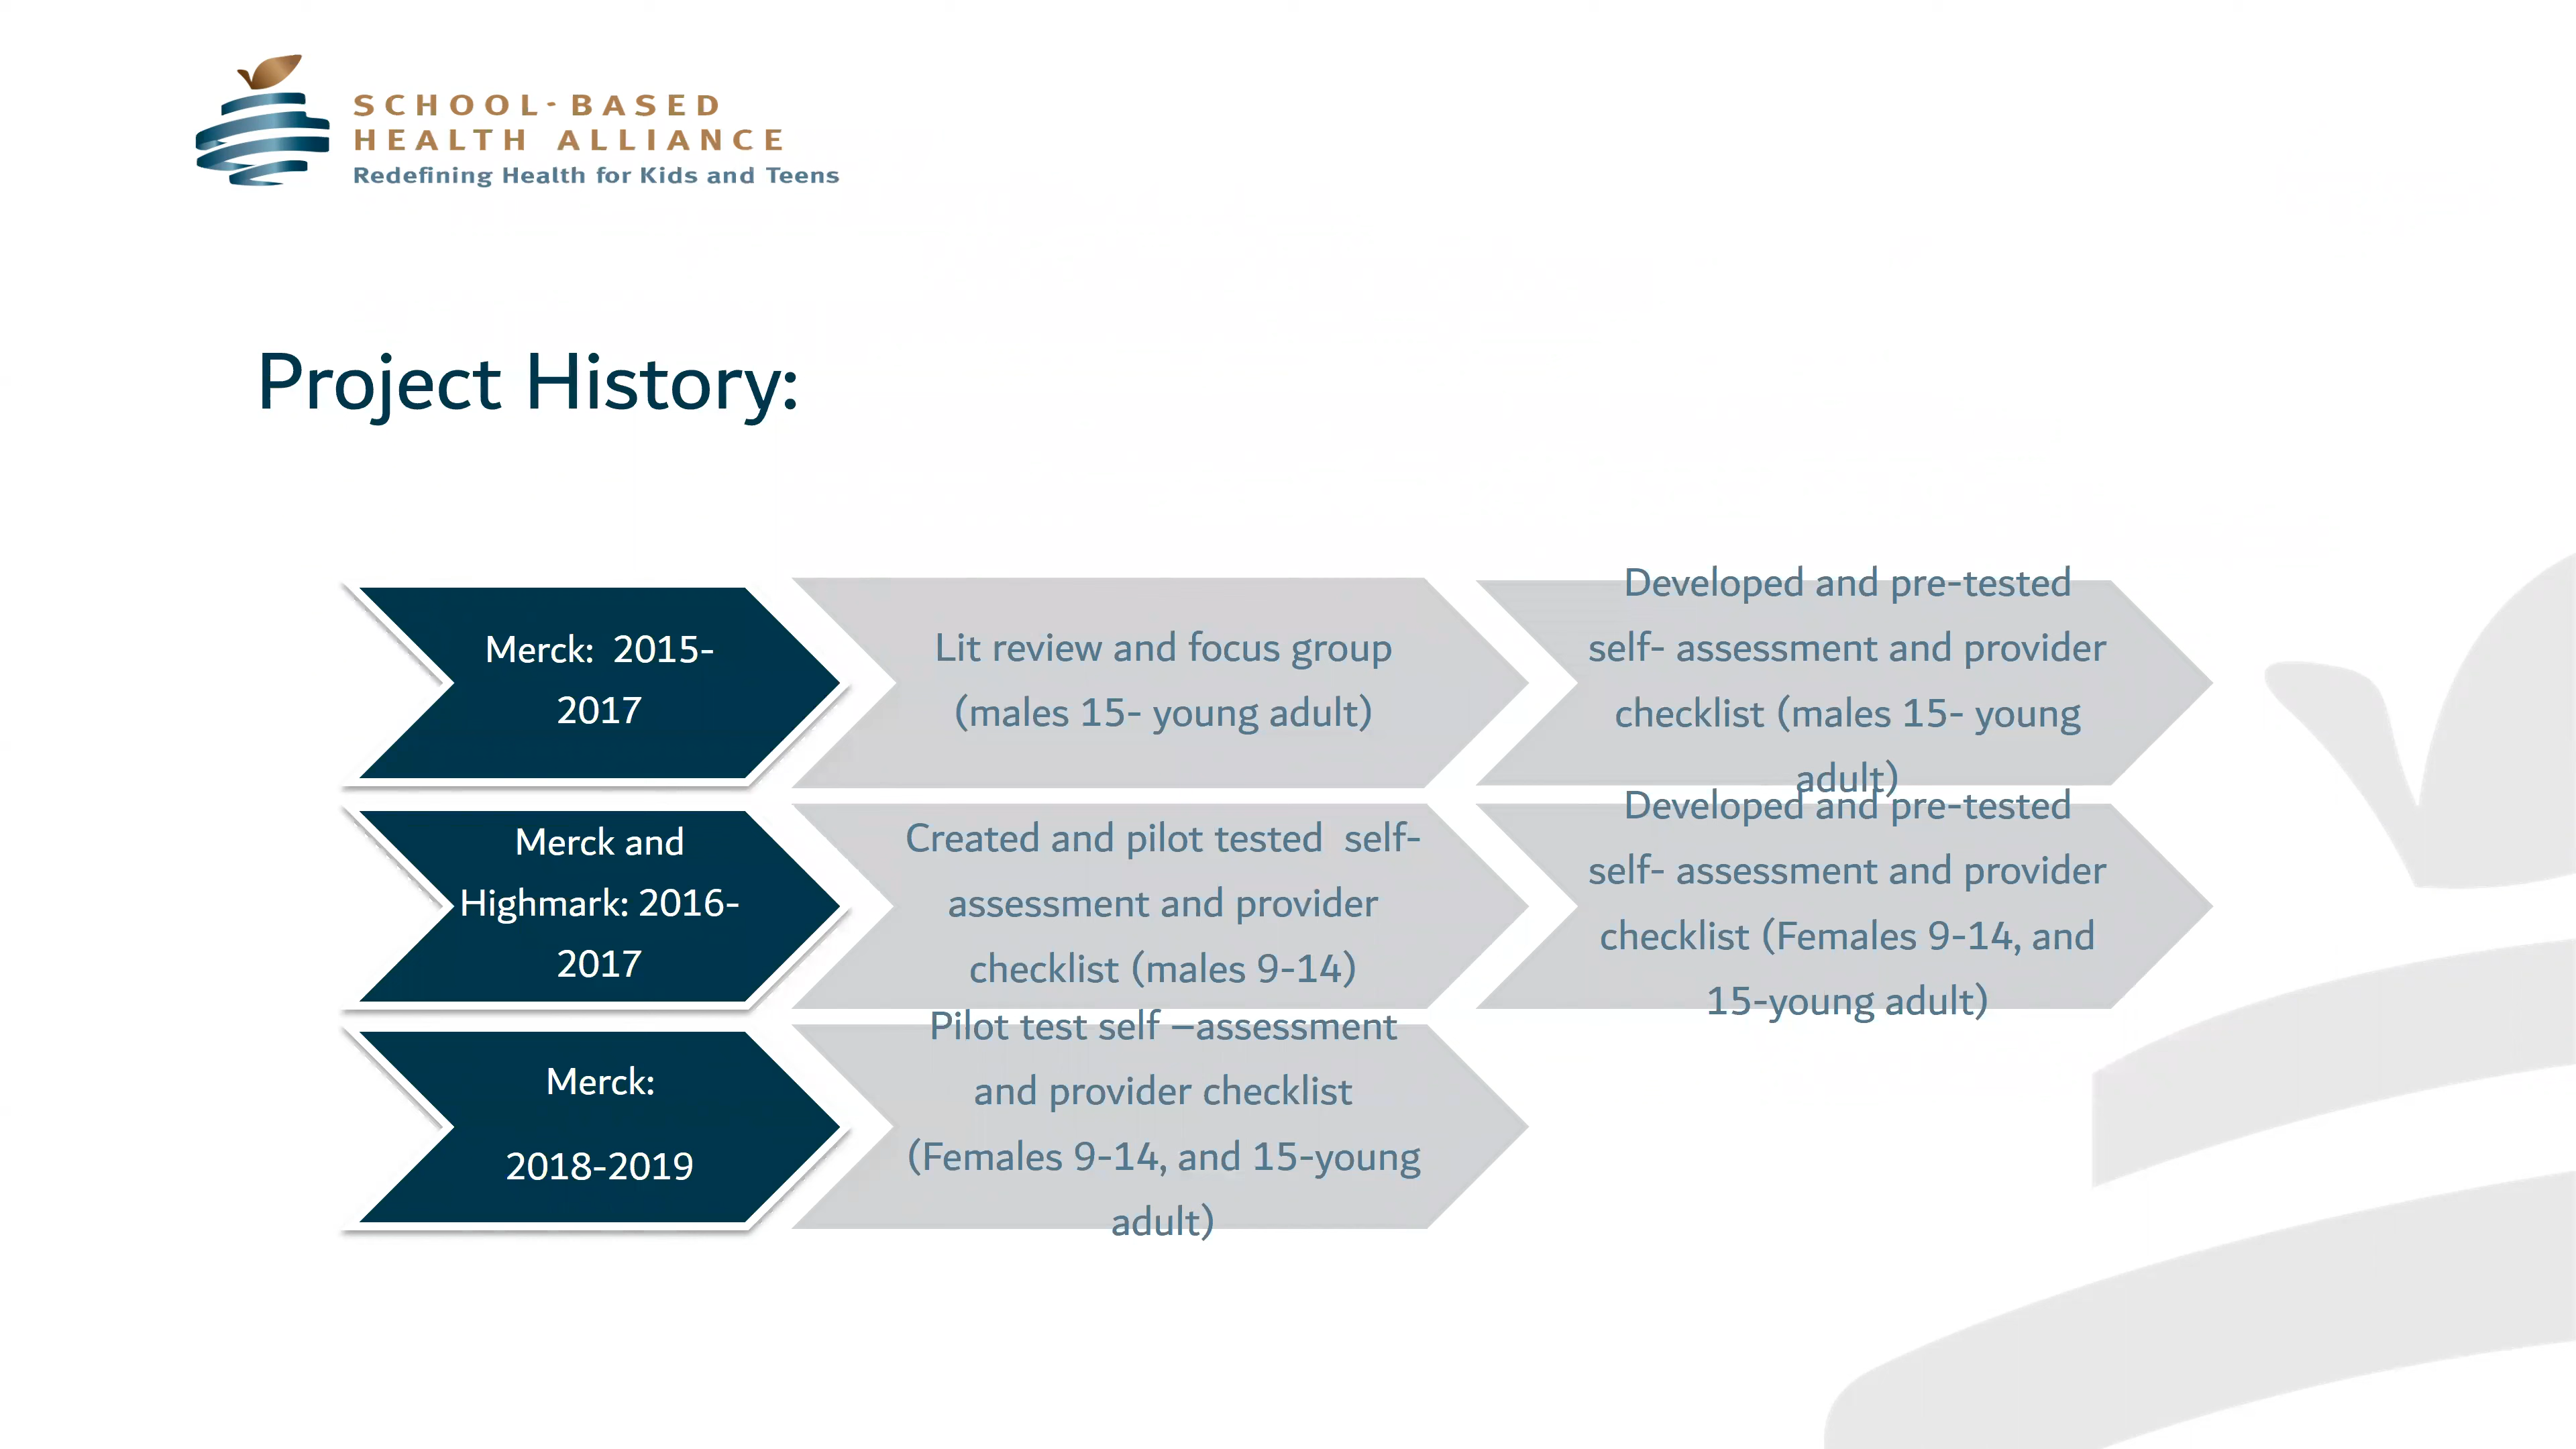 SCHOOL-BASED
HEALTH ALLIANCE
Redefining Health for Kids and Teens
Project History:
Merck:  2015-
2017
Lit review and focus group
(males 15- young adult)
Developed and pre-tested
self- assessment and provider
checklist (males 15- young
adult)
Merck and
Highmark: 2016-
2017
Created and pilot tested  self-
assessment and provider
checklist (males 9-14)
Developed and pre-tested
self- assessment and provider
checklist (Females 9-14, and
15-young adult)
Merck:
2018-2019
Pilot test self –assessment
and provider checklist
(Females 9-14, and 15-young
adult)